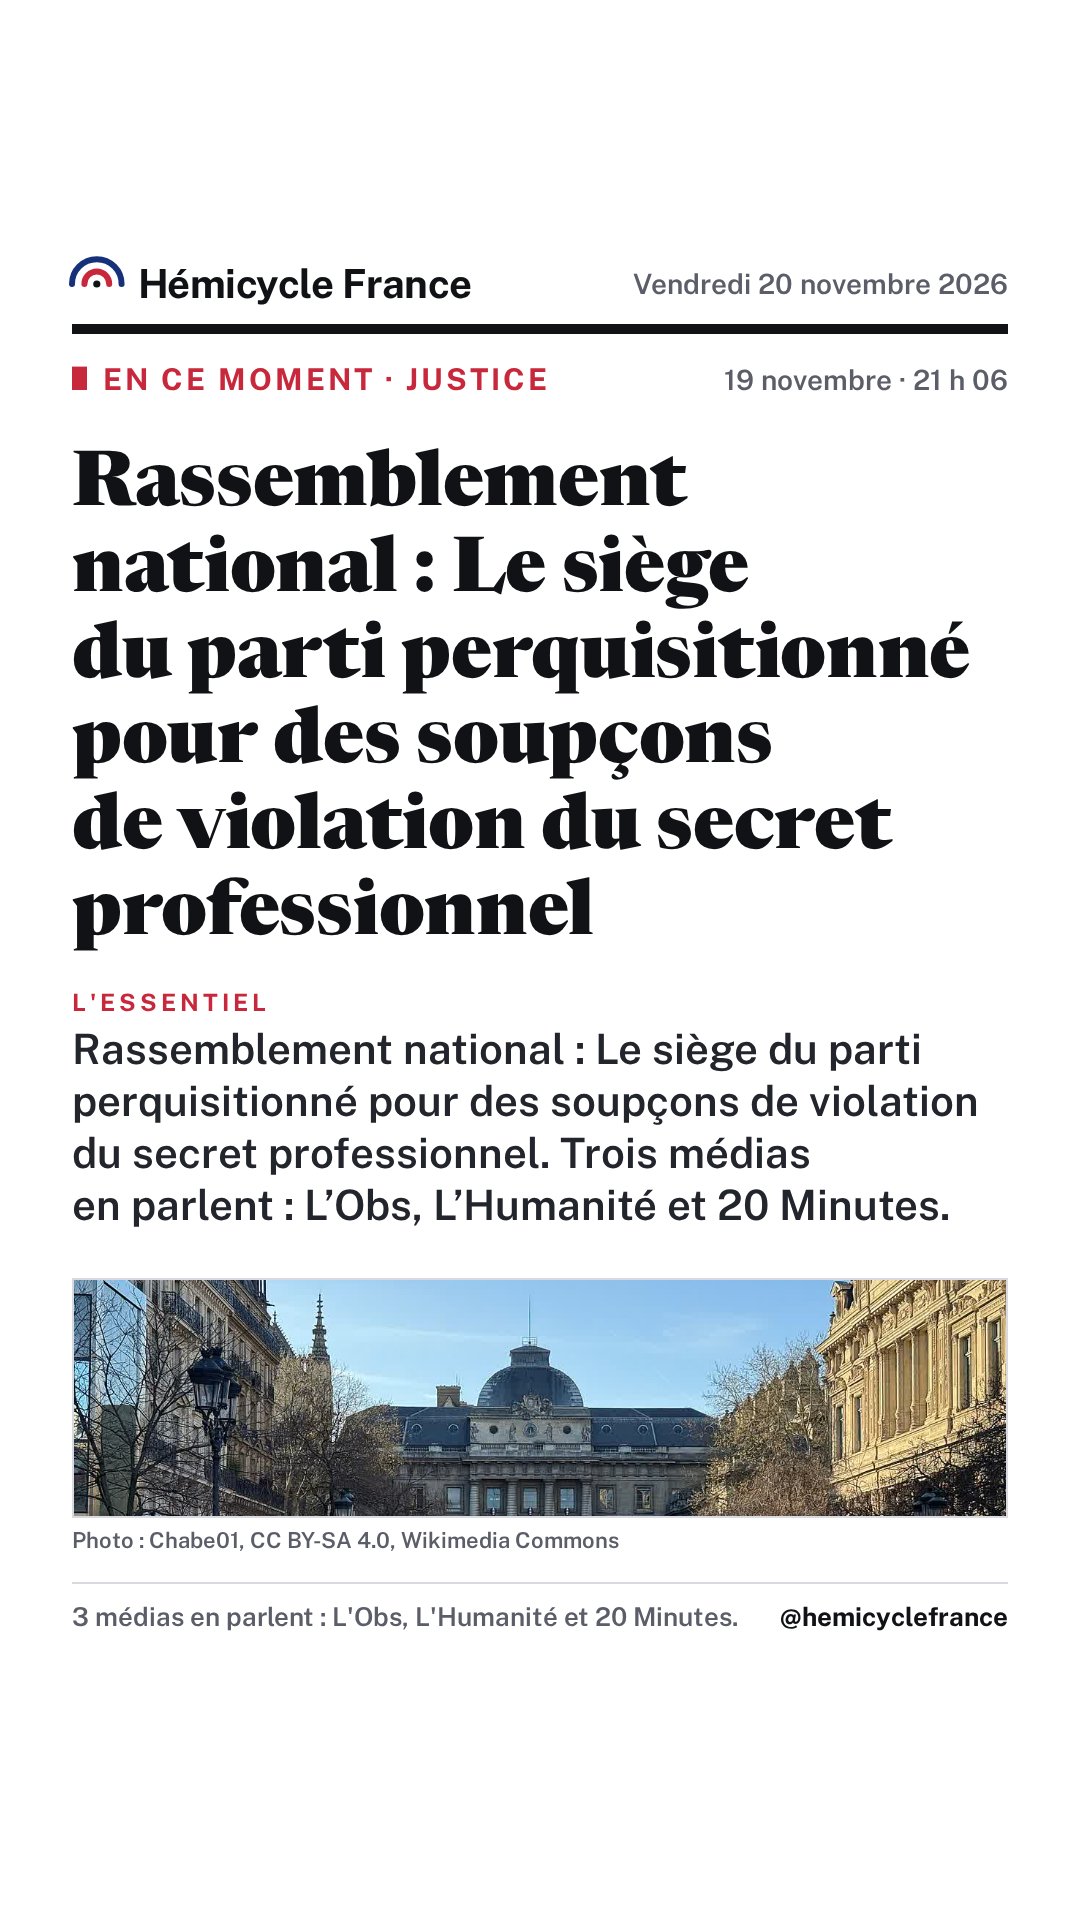 Hémicycle France
Vendredi 20 novembre 2026
EN CE MOMENT · JUSTICE
19 novembre · 21 h 06
Rassemblement
national : Le siège
du parti perquisitionné
pour des soupçons
de violation du secret
professionnel
L'ESSENTIEL
Rassemblement national : Le siège du parti
perquisitionné pour des soupçons de violation
du secret professionnel. Trois médias
en parlent : L’Obs, L’Humanité et 20 Minutes.
Photo : Chabe01, CC BY-SA 4.0, Wikimedia Commons
3 médias en parlent : L'Obs, L'Humanité et 20 Minutes.
@hemicyclefrance